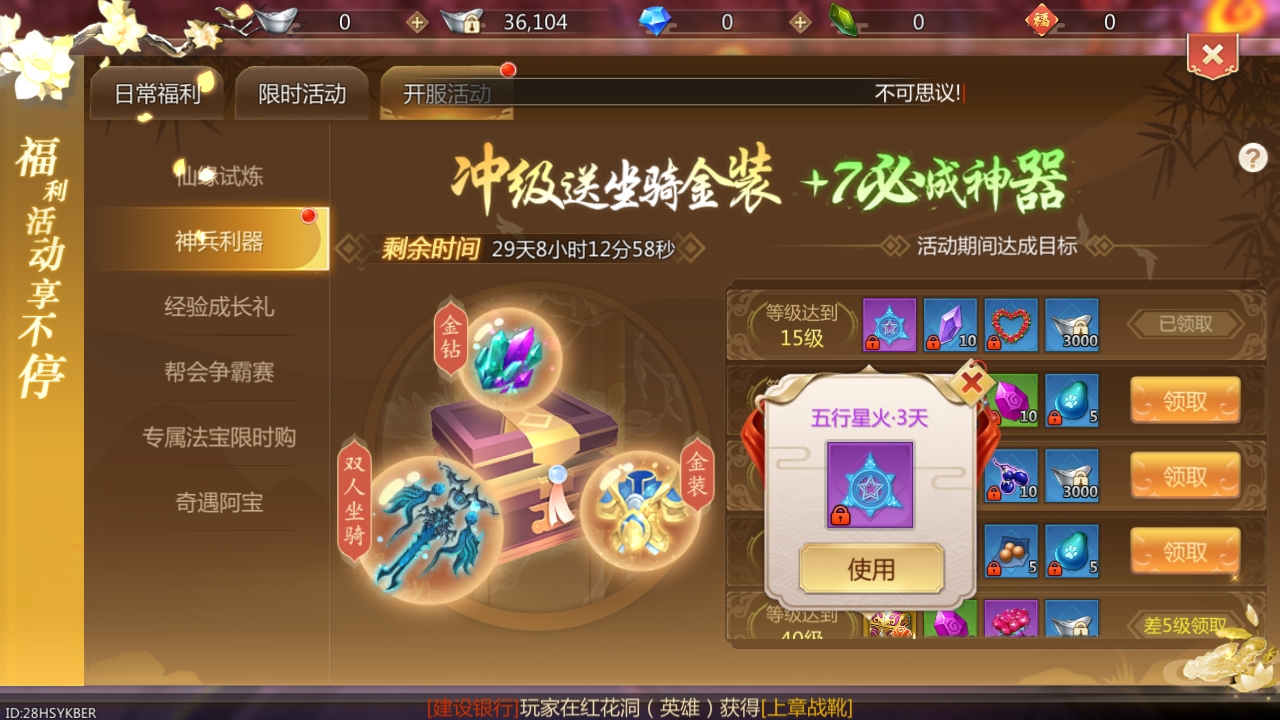 0
36,104
0
0
0
日常福利
限时活动
开服活动
不可思议!
福利活动享不停
仙缘试炼
神兵利器
经验成长礼
帮会争霸赛
专属法宝限时购
奇遇阿宝
冲级送坐骑金装 +7必成神器
剩余时间 29天8小时12分58秒
活动期间达成目标
金钻
双人坐骑
金装
等级达到
15级
10
3000
已领取
10
5
领取
10
3000
领取
5
5
领取
等级达到
40级
差5级领取
五行星火·3天
使用
[建设银行]玩家在红花洞（英雄）获得[上章战靴]
ID:28HSYKBER